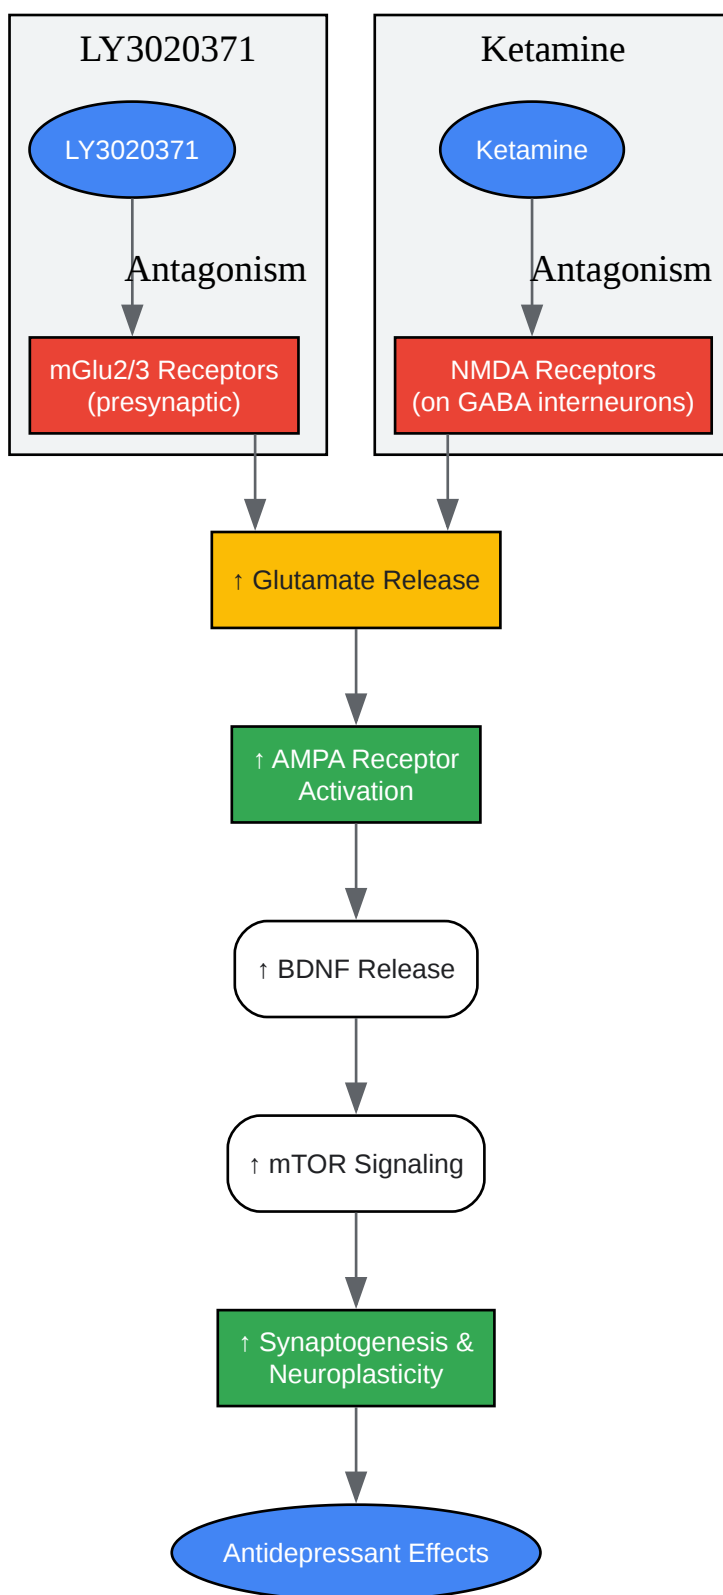 LY3020371
Ketamine
LY3020371
Ketamine
Antagonism
Antagonism
mGlu2/3 Receptors
(presynaptic)
NMDA Receptors
(on GABA interneurons)
↑ Glutamate Release
↑ AMPA Receptor
Activation
↑ BDNF Release
↑ mTOR Signaling
↑ Synaptogenesis &
Neuroplasticity
Antidepressant Effects